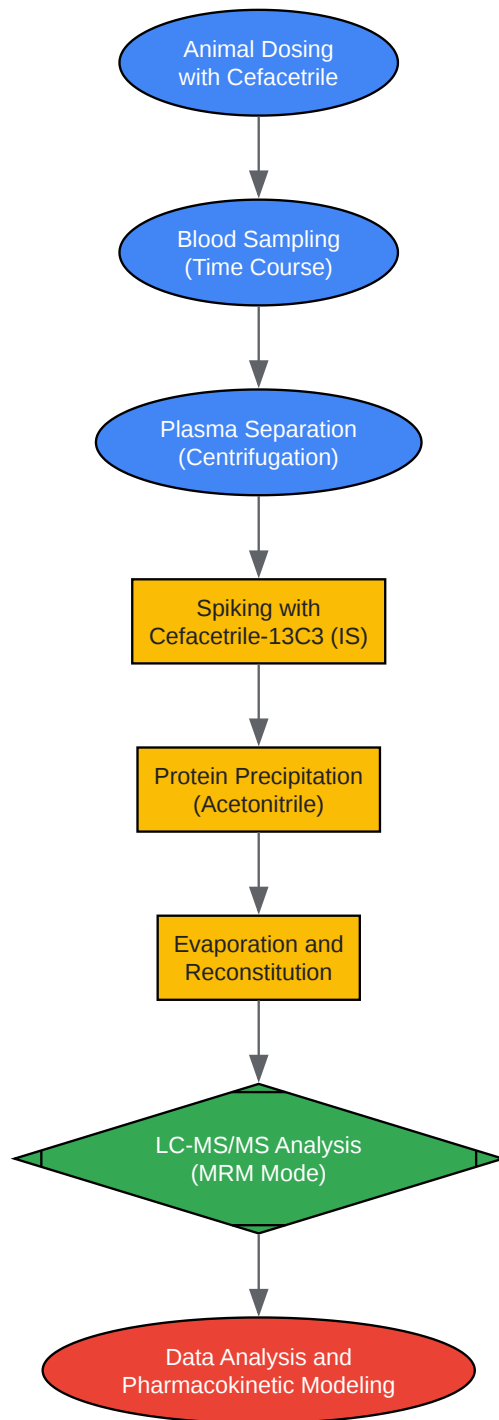 Animal Dosing
with Cefacetrile
Blood Sampling
(Time Course)
Plasma Separation
(Centrifugation)
Spiking with
Cefacetrile-13C3 (IS)
Protein Precipitation
(Acetonitrile)
Evaporation and
Reconstitution
LC-MS/MS Analysis
(MRM Mode)
Data Analysis and
Pharmacokinetic Modeling